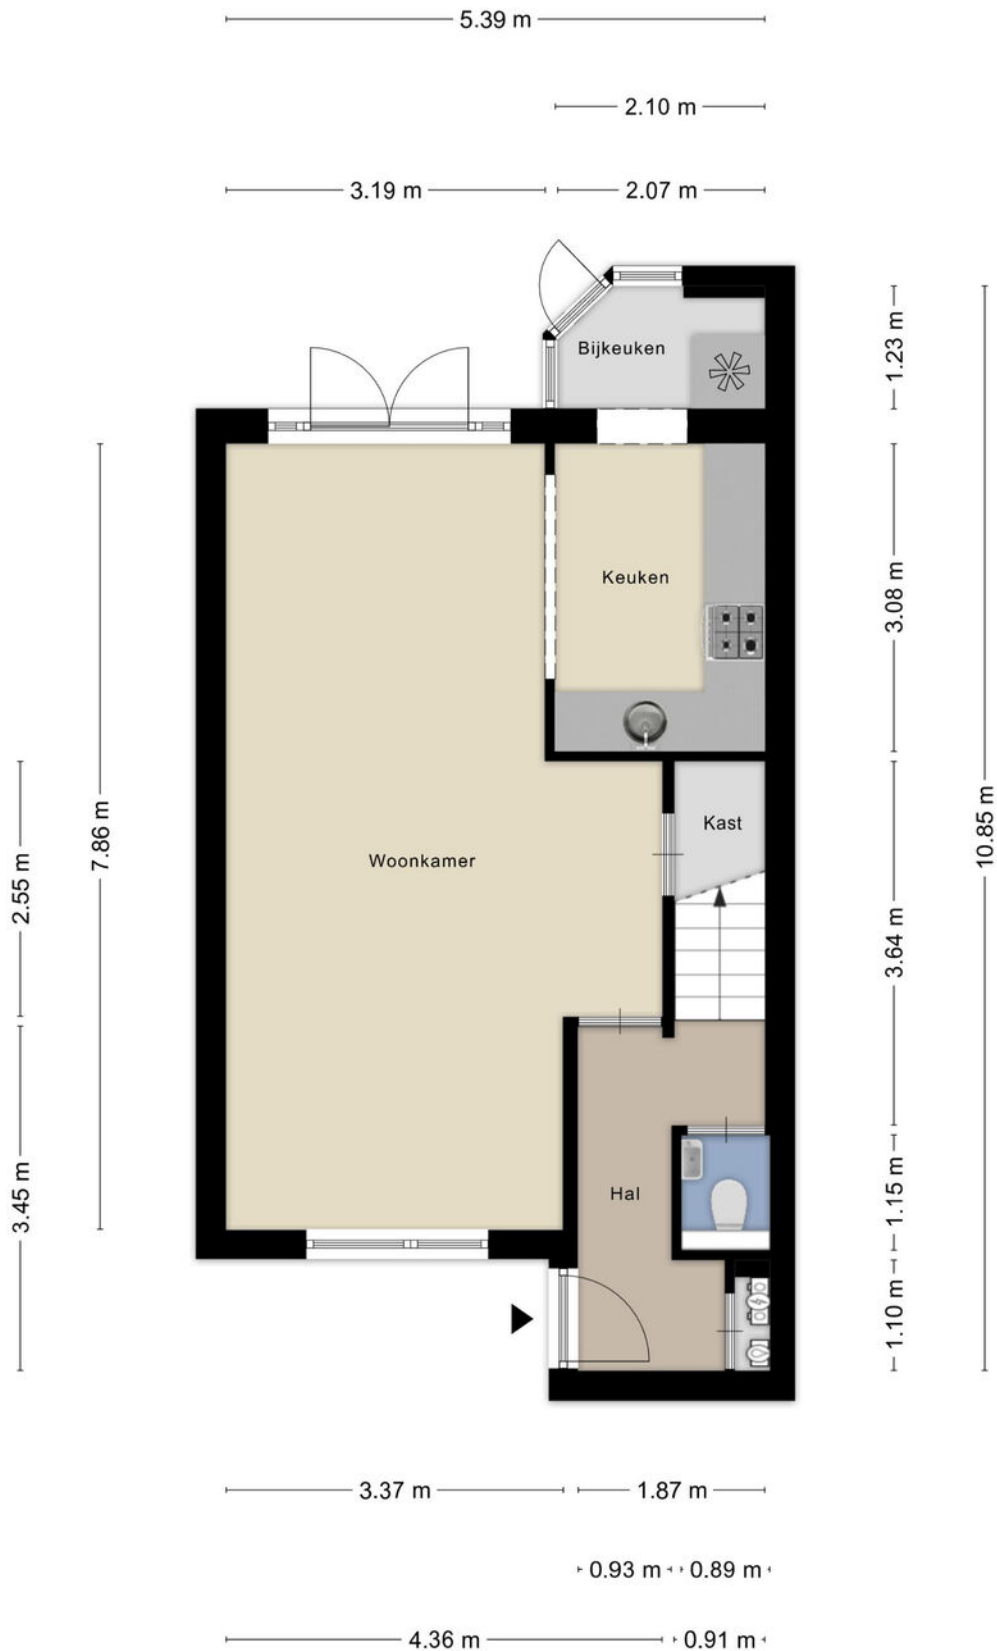 5.39 m
2.10 m
3.19 m
2.07 m
Bijkeuken
1.23 m
Keuken
3.08 m
Kast
Woonkamer
7.86 m
2.55 m
10.85 m
3.64 m
Hal
3.45 m
1.15 m
1.10 m
3.37 m
1.87 m
0.93 m
0.89 m
4.36 m
0.91 m